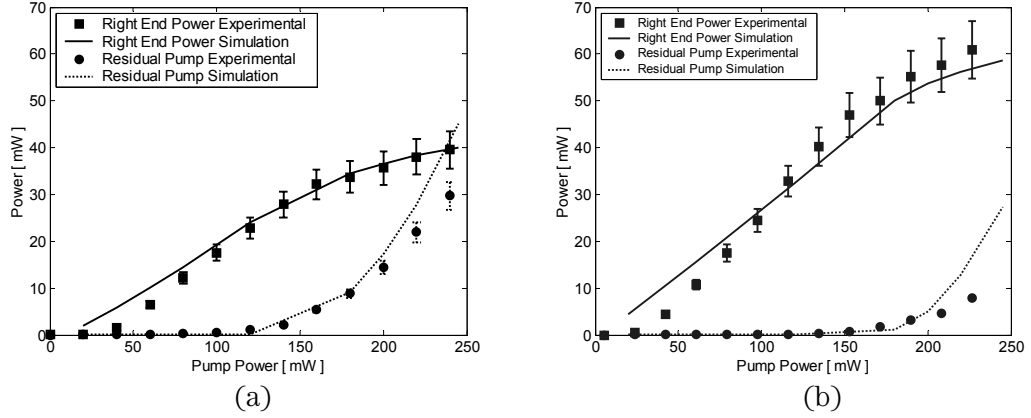 70
60
50
40
30
20
10
0
0 50 100 150 200 250
Power [ mW ]
Pump Power [ mW ]
Right End Power Experimental
Right End Power Simulation
Residual Pump Experimental
Residual Pump Simulation
(a)
70
60
50
40
30
20
10
0
0 50 100 150 200 250
Power [ mW ]
Pump Power [ mW ]
Right End Power Experimental
Right End Power Simulation
Residual Pump Experimental
Residual Pump Simulation
(b)